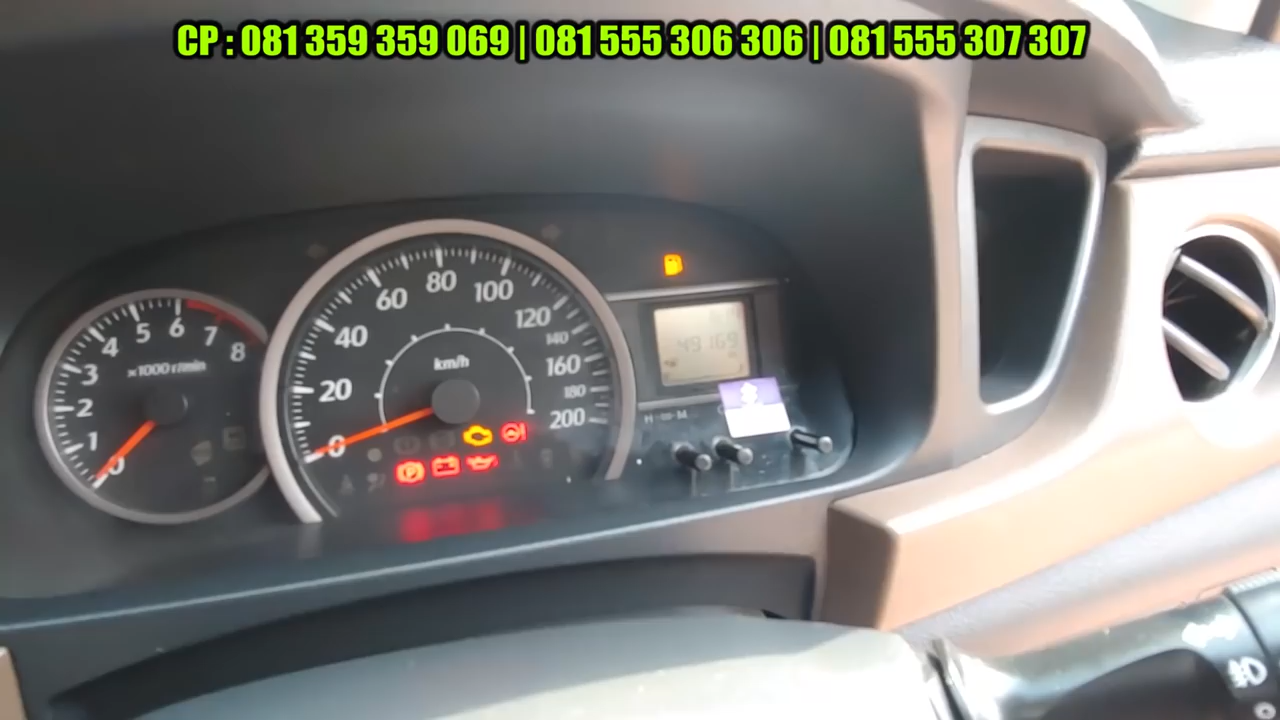 CP : 081 359 359 069 | 081 555 306 306 | 081 555 307 307
0 1 2 3 4 5 6 7 8
x1000 r/min
0 20 40 60 80 100 120 140 160 180 200
km/h
49169
H M